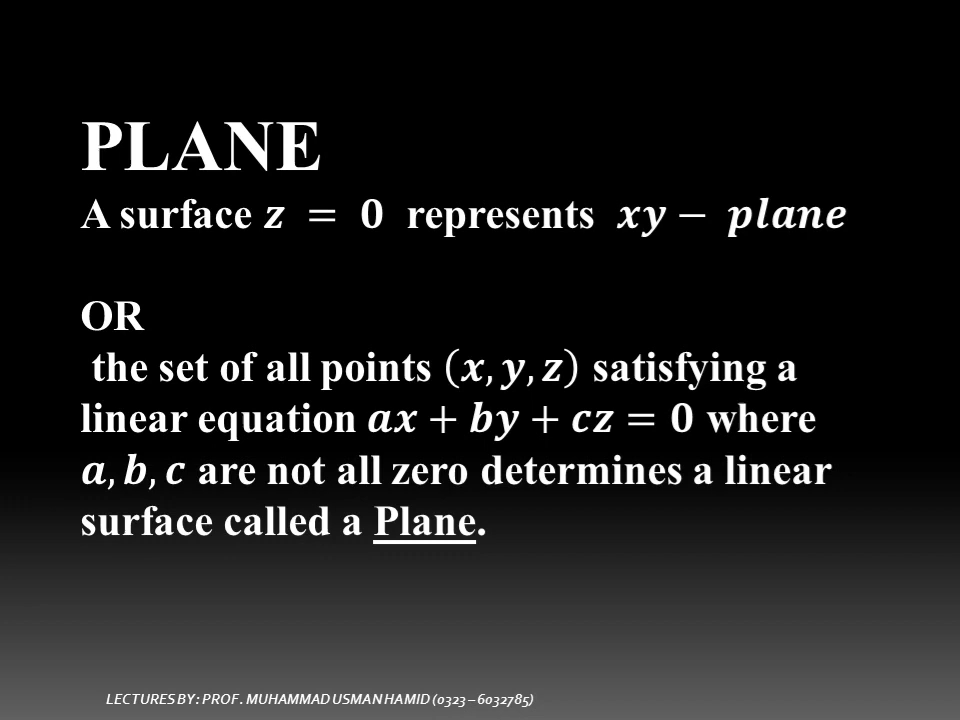 PLANE
A surface 𝒛 = 𝟎 represents 𝒙𝒚 − 𝒑𝒍𝒂𝒏𝒆
OR
the set of all points (𝒙, 𝒚, 𝒛) satisfying a
linear equation 𝒂𝒙 + 𝒃𝒚 + 𝒄𝒛 = 𝟎 where
𝒂, 𝒃, 𝒄 are not all zero determines a linear
surface called a Plane.
LECTURES BY: PROF. MUHAMMAD USMAN HAMID (0323 – 6032785)